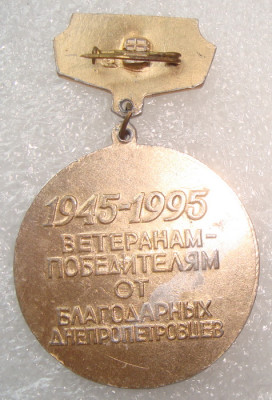 1945-1995
ВЕТЕРАНАМ-
ПОБЕДИТЕЛЯМ
ОТ
БЛАГОДАРНЫХ
ДНЕПРОПЕТРОВЦЕВ